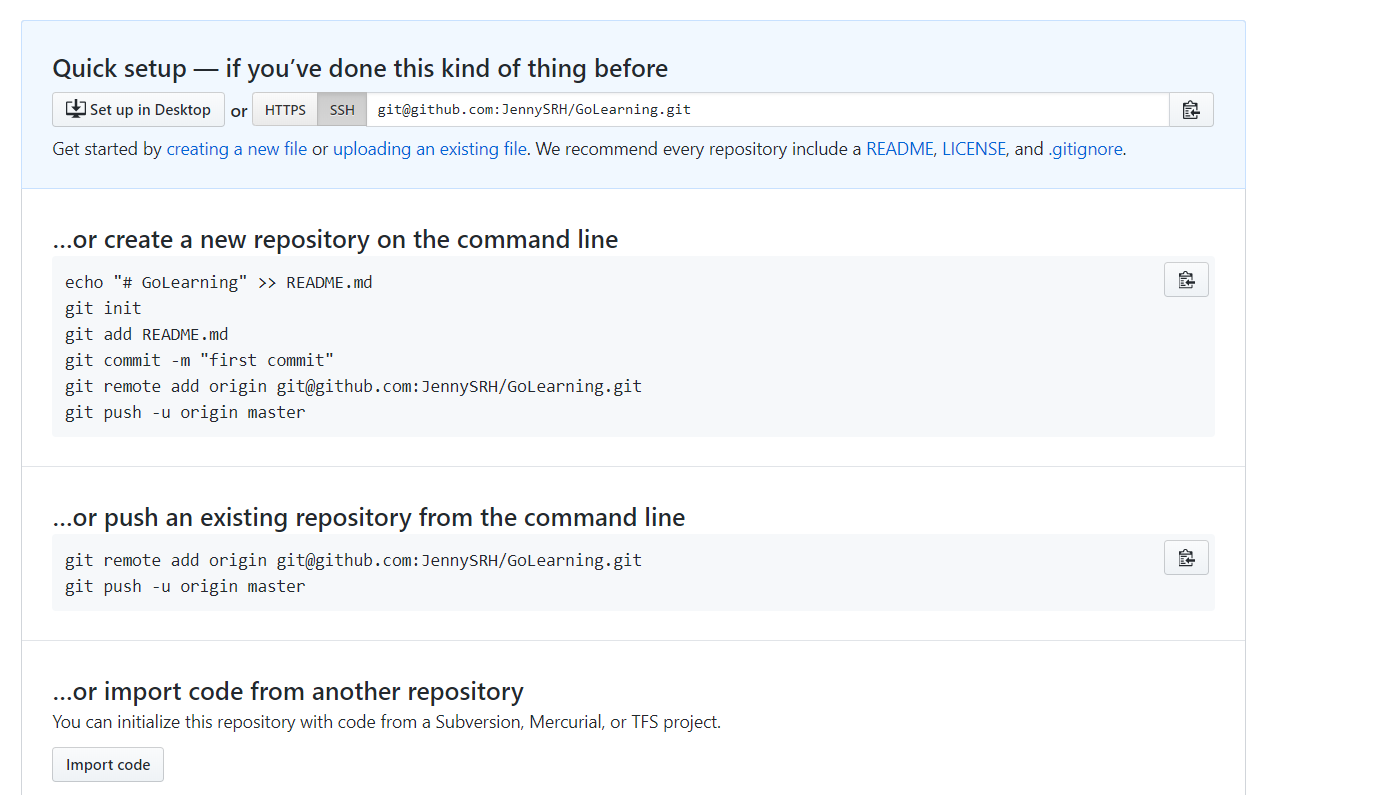 Quick setup — if you’ve done this kind of thing before
Set up in Desktop or HTTPS SSH git@github.com:JennySRH/GoLearning.git
Get started by creating a new file or uploading an existing file. We recommend every repository include a README, LICENSE, and .gitignore.
…or create a new repository on the command line
echo "# GoLearning" >> README.md
git init
git add README.md
git commit -m "first commit"
git remote add origin git@github.com:JennySRH/GoLearning.git
git push -u origin master
…or push an existing repository from the command line
git remote add origin git@github.com:JennySRH/GoLearning.git
git push -u origin master
…or import code from another repository
You can initialize this repository with code from a Subversion, Mercurial, or TFS project.
Import code